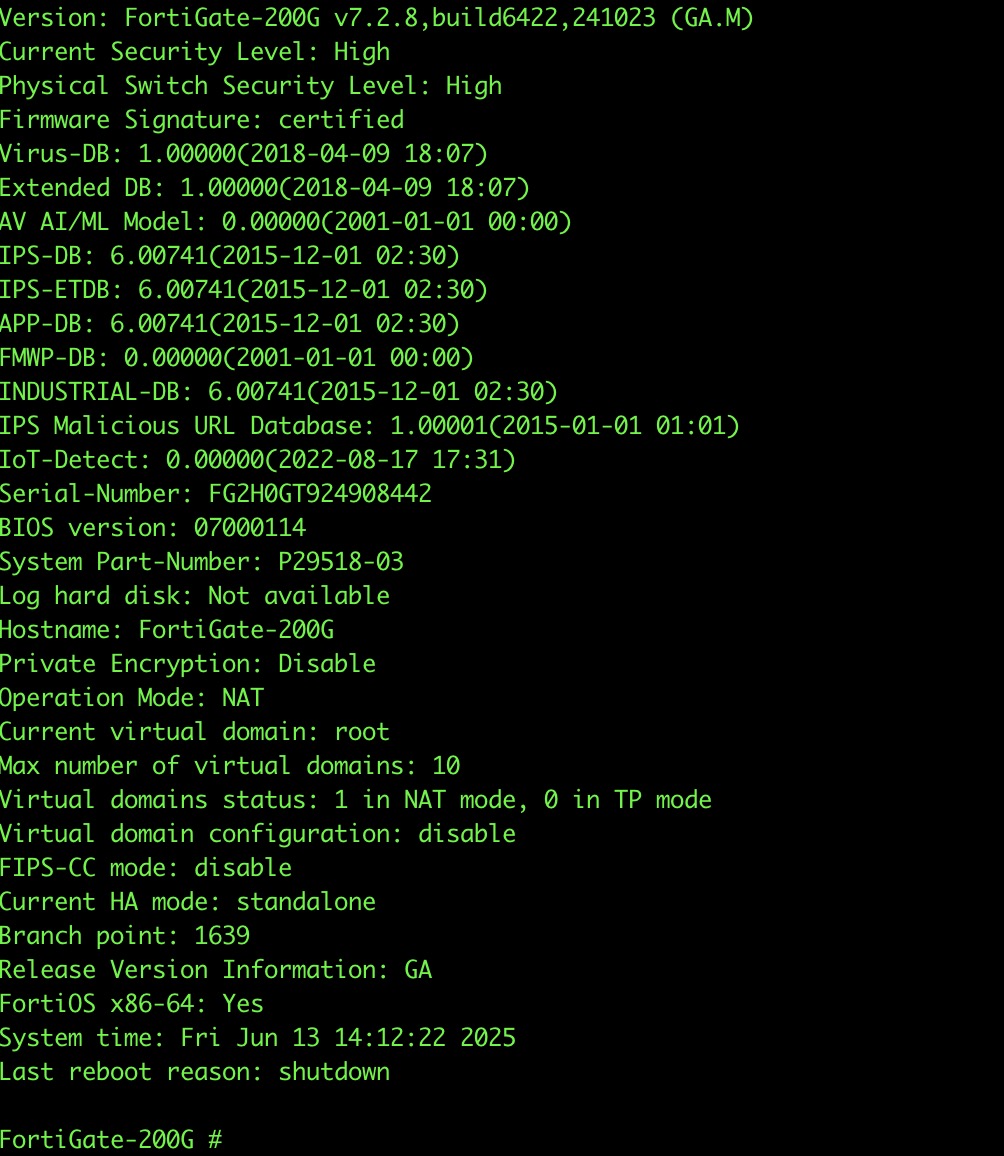 Version: FortiGate-200G v7.2.8,build6422,241023 (GA.M)
Current Security Level: High
Physical Switch Security Level: High
Firmware Signature: certified
Virus-DB: 1.00000(2018-04-09 18:07)
Extended DB: 1.00000(2018-04-09 18:07)
AV AI/ML Model: 0.00000(2001-01-01 00:00)
IPS-DB: 6.00741(2015-12-01 02:30)
IPS-ETDB: 6.00741(2015-12-01 02:30)
APP-DB: 6.00741(2015-12-01 02:30)
FMWP-DB: 0.00000(2001-01-01 00:00)
INDUSTRIAL-DB: 6.00741(2015-12-01 02:30)
IPS Malicious URL Database: 1.00001(2015-01-01 01:01)
IoT-Detect: 0.00000(2022-08-17 17:31)
Serial-Number: FG2H0GT924908442
BIOS version: 07000114
System Part-Number: P29518-03
Log hard disk: Not available
Hostname: FortiGate-200G
Private Encryption: Disable
Operation Mode: NAT
Current virtual domain: root
Max number of virtual domains: 10
Virtual domains status: 1 in NAT mode, 0 in TP mode
Virtual domain configuration: disable
FIPS-CC mode: disable
Current HA mode: standalone
Branch point: 1639
Release Version Information: GA
FortiOS x86-64: Yes
System time: Fri Jun 13 14:12:22 2025
Last reboot reason: shutdown
FortiGate-200G #